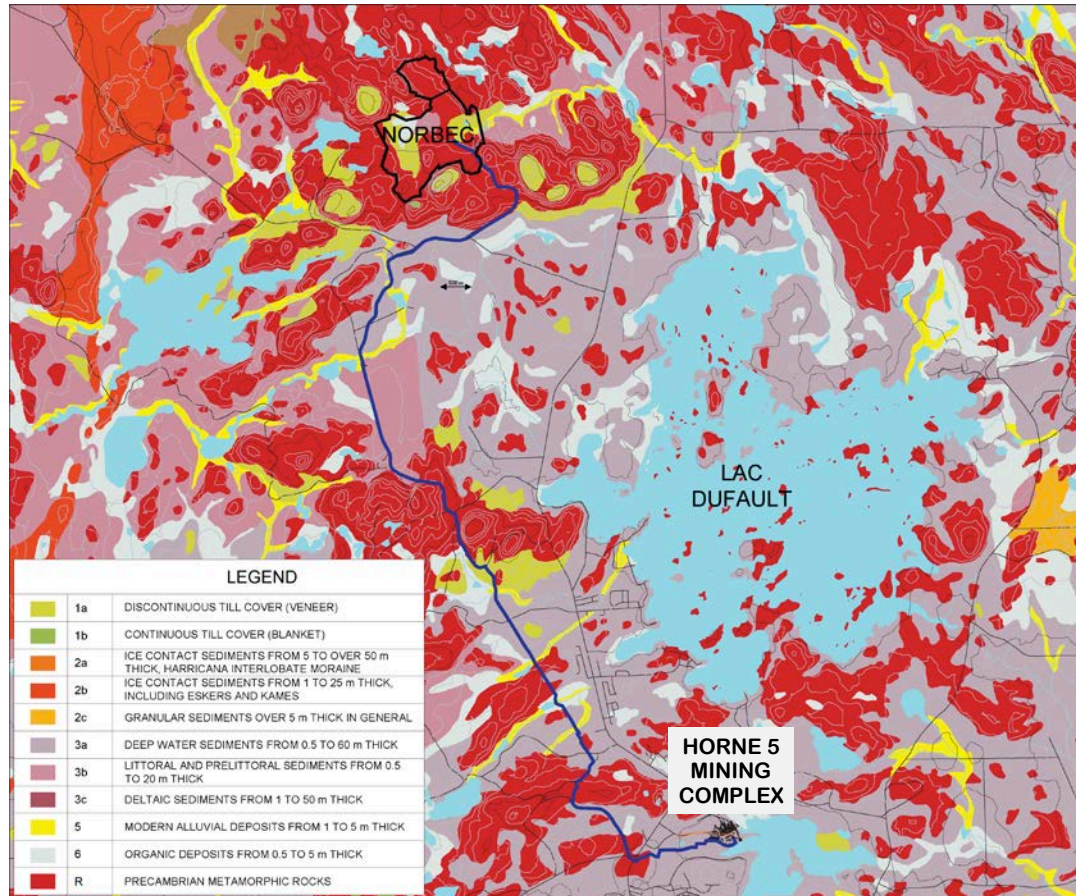 NORBEC
LAC
DUFAULT
HORNE 5
MINING
COMPLEX
LEGEND
1a DISCONTINUOUS TILL COVER (VENEER)
1b CONTINUOUS TILL COVER (BLANKET)
2a ICE CONTACT SEDIMENTS FROM 5 TO OVER 50 m
THICK, HARRICANA INTERLOBATE MORAINE
2b ICE CONTACT SEDIMENTS FROM 1 TO 25 m THICK,
INCLUDING ESKERS AND KAMES
2c GRANULAR SEDIMENTS OVER 5 m THICK IN GENERAL
3a DEEP WATER SEDIMENTS FROM 0.5 TO 60 m THICK
3b LITTORAL AND PRELITTORAL SEDIMENTS FROM 0.5
TO 20 m THICK
3c DELTAIC SEDIMENTS FROM 1 TO 50 m THICK
5 MODERN ALLUVIAL DEPOSITS FROM 1 TO 5 m THICK
6 ORGANIC DEPOSITS FROM 0.5 TO 5 m THICK
R PRECAMBRIAN METAMORPHIC ROCKS